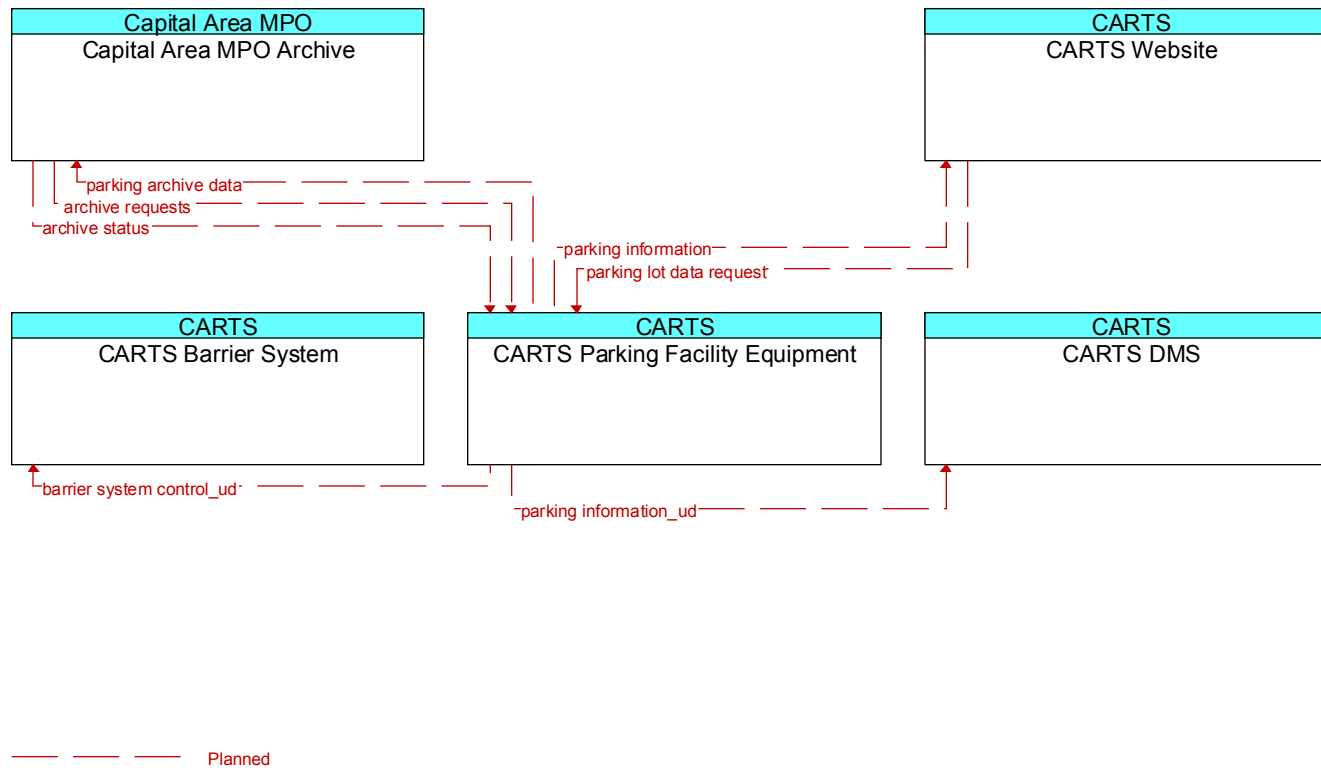 Capital Area MPO
Capital Area MPO Archive
CARTS
CARTS Website
parking archive data
archive requests
archive status
parking information
parking lot data request
CARTS
CARTS Barrier System
CARTS
CARTS Parking Facility Equipment
CARTS
CARTS DMS
barrier system control_ud
parking information_ud
Planned